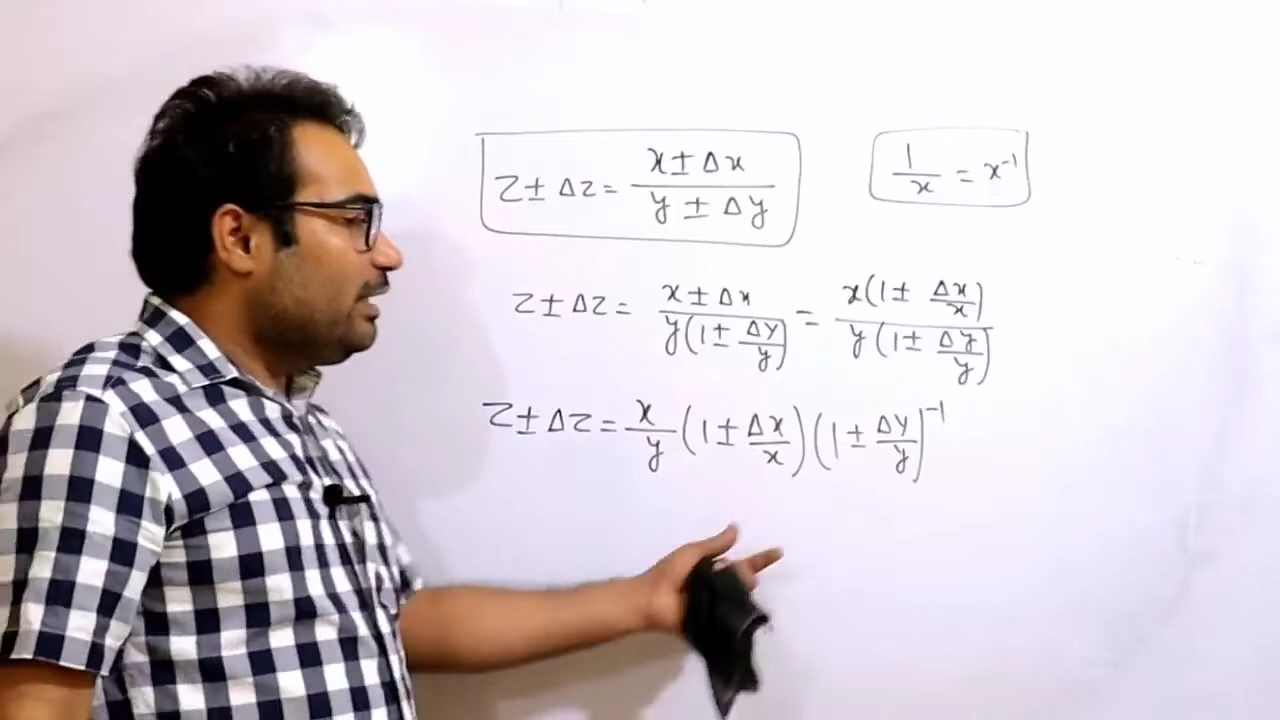 Z ± Δz = (x ± Δx) / (y ± Δy)
1/x = x⁻¹
z ± Δz = (x ± Δx) / (y(1 ± Δy/y)) = (x(1 ± Δx/x)) / (y(1 ± Δy/y))
z ± Δz = x/y (1 ± Δx/x)(1 ± Δy/y)⁻¹